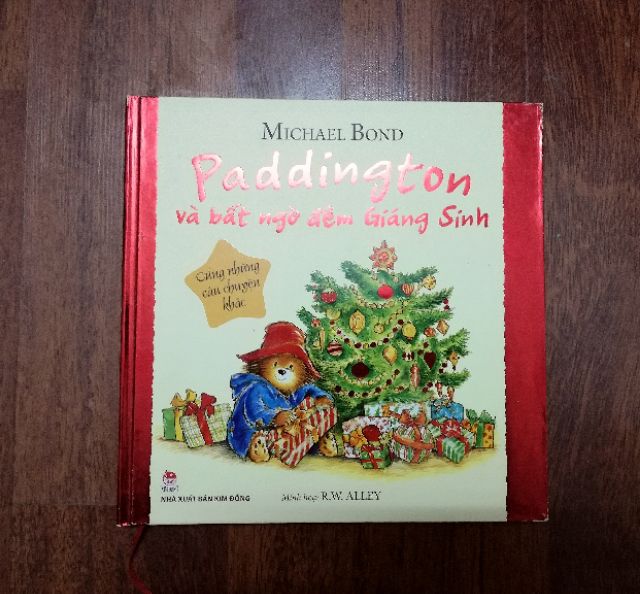 MICHAEL BOND
Paddington
và bất ngờ đêm Giáng Sinh
Cùng những
câu chuyện
khác
NHÀ XUẤT BẢN KIM ĐỒNG
Minh họa: R.W. ALLEY